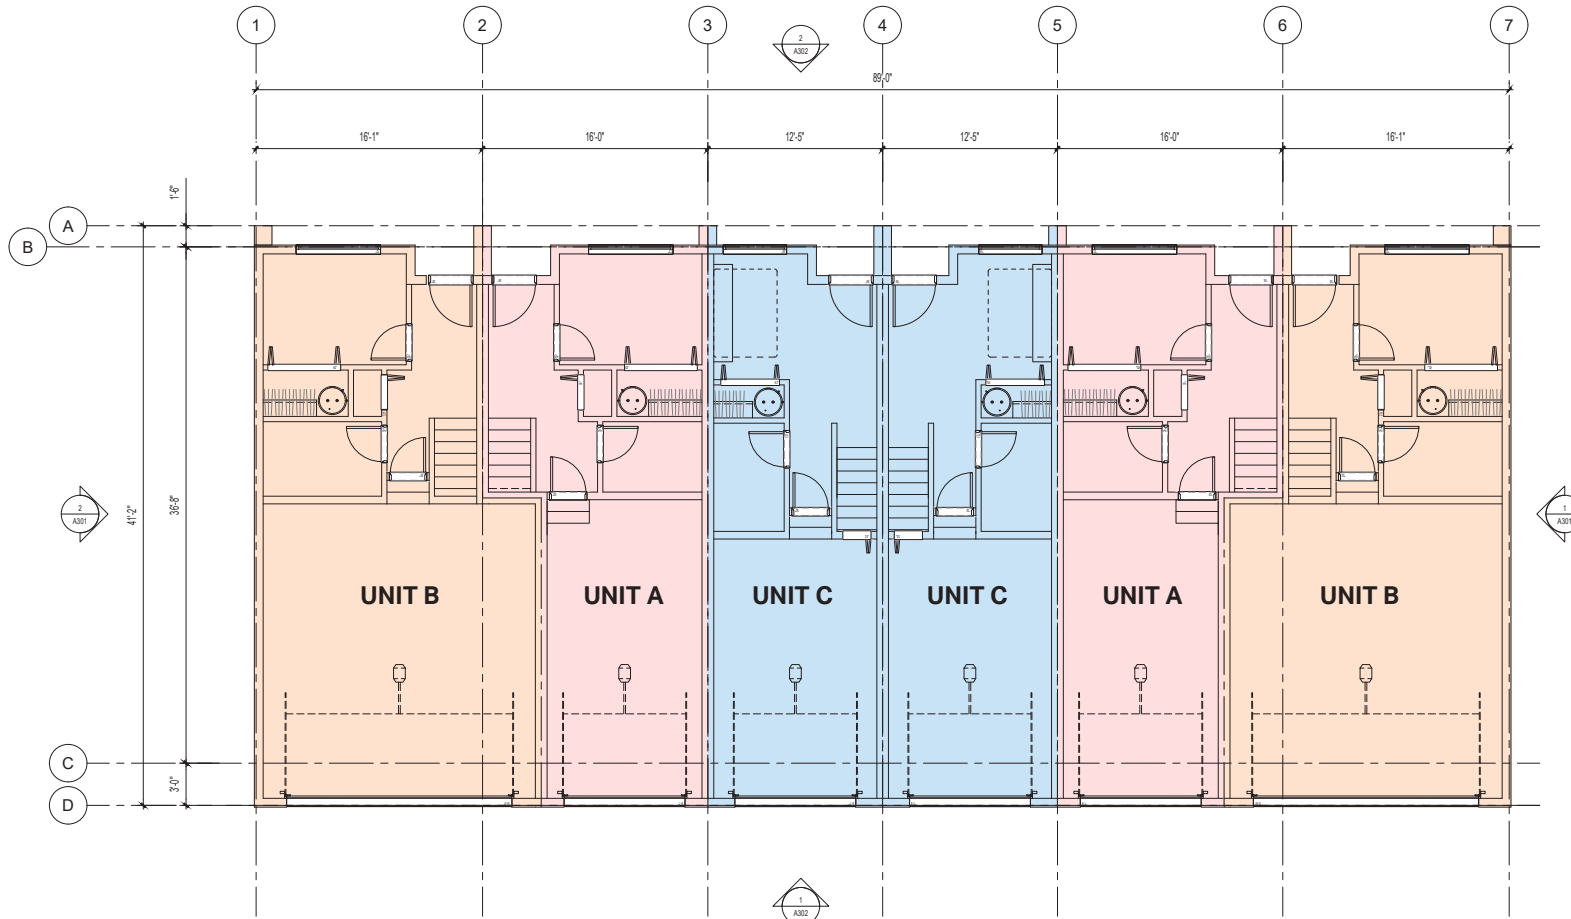 1 2 3 4 5 6 7
2
A302
89'-0"
16'-1" 16'-0" 12'-5" 12'-5" 16'-0" 16'-1"
1'-6"
A
B
2
A301
41'-2"
36'-8"
1
A301
UNIT B UNIT A UNIT C UNIT C UNIT A UNIT B
C
3'-0"
D
1
A302